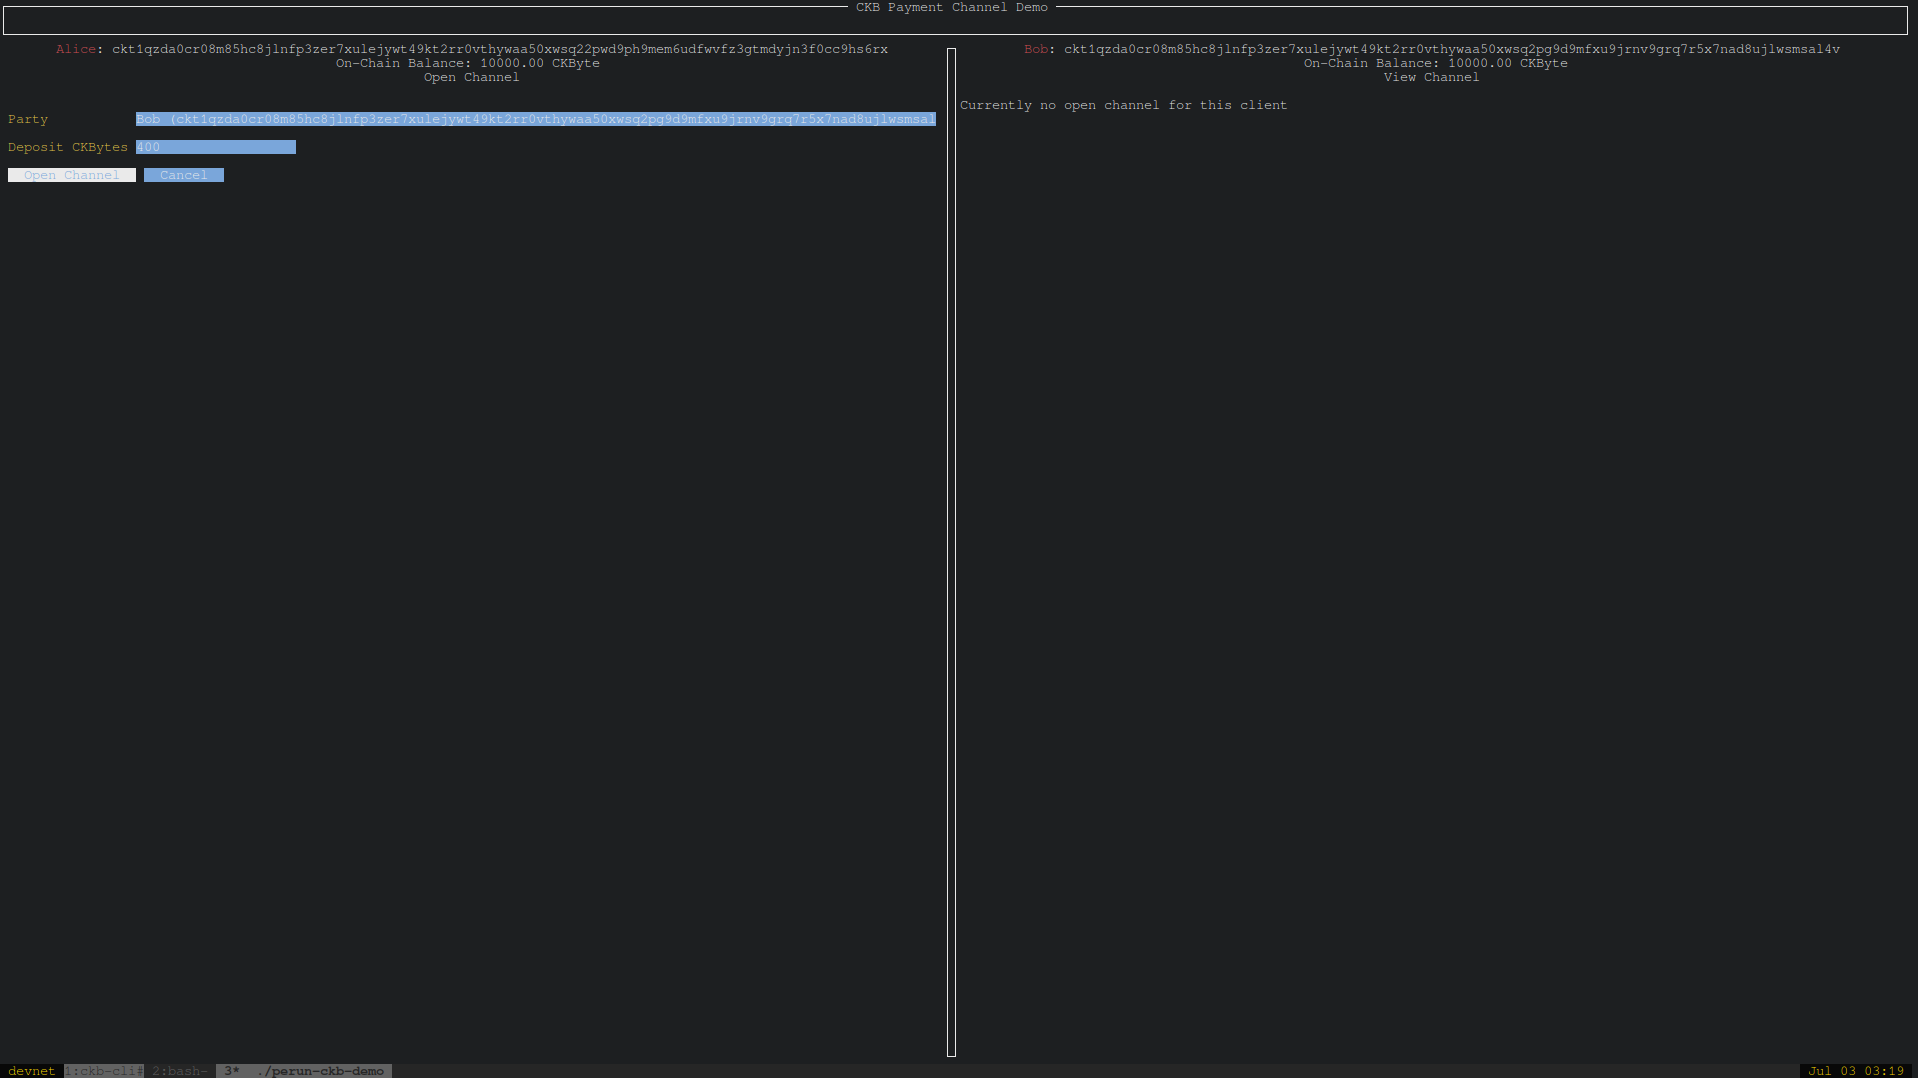 CKB Payment Channel Demo
Alice: ckt1qzda0cr08m85hc8jlnfp3zer7xulejywt49kt2rr0vthywaa50xwsq22pwd9ph9mem6udfwvfz3gtmdyjn3f0cc9hs6rx
On-Chain Balance: 10000.00 CKByte
Open Channel
Party Bob (ckt1qzda0cr08m85hc8jlnfp3zer7xulejywt49kt2rr0vthywaa50xwsq2pg9d9mfxu9jrnv9grq7r5x7nad8ujlwsmsal
Deposit CKBytes 400
Open Channel Cancel
Bob: ckt1qzda0cr08m85hc8jlnfp3zer7xulejywt49kt2rr0vthywaa50xwsq2pg9d9mfxu9jrnv9grq7r5x7nad8ujlwsmsal4v
On-Chain Balance: 10000.00 CKByte
View Channel
Currently no open channel for this client
devnet 1:ckb-cli# 2:bash- 3* ./perun-ckb-demo Jul 03 03:19